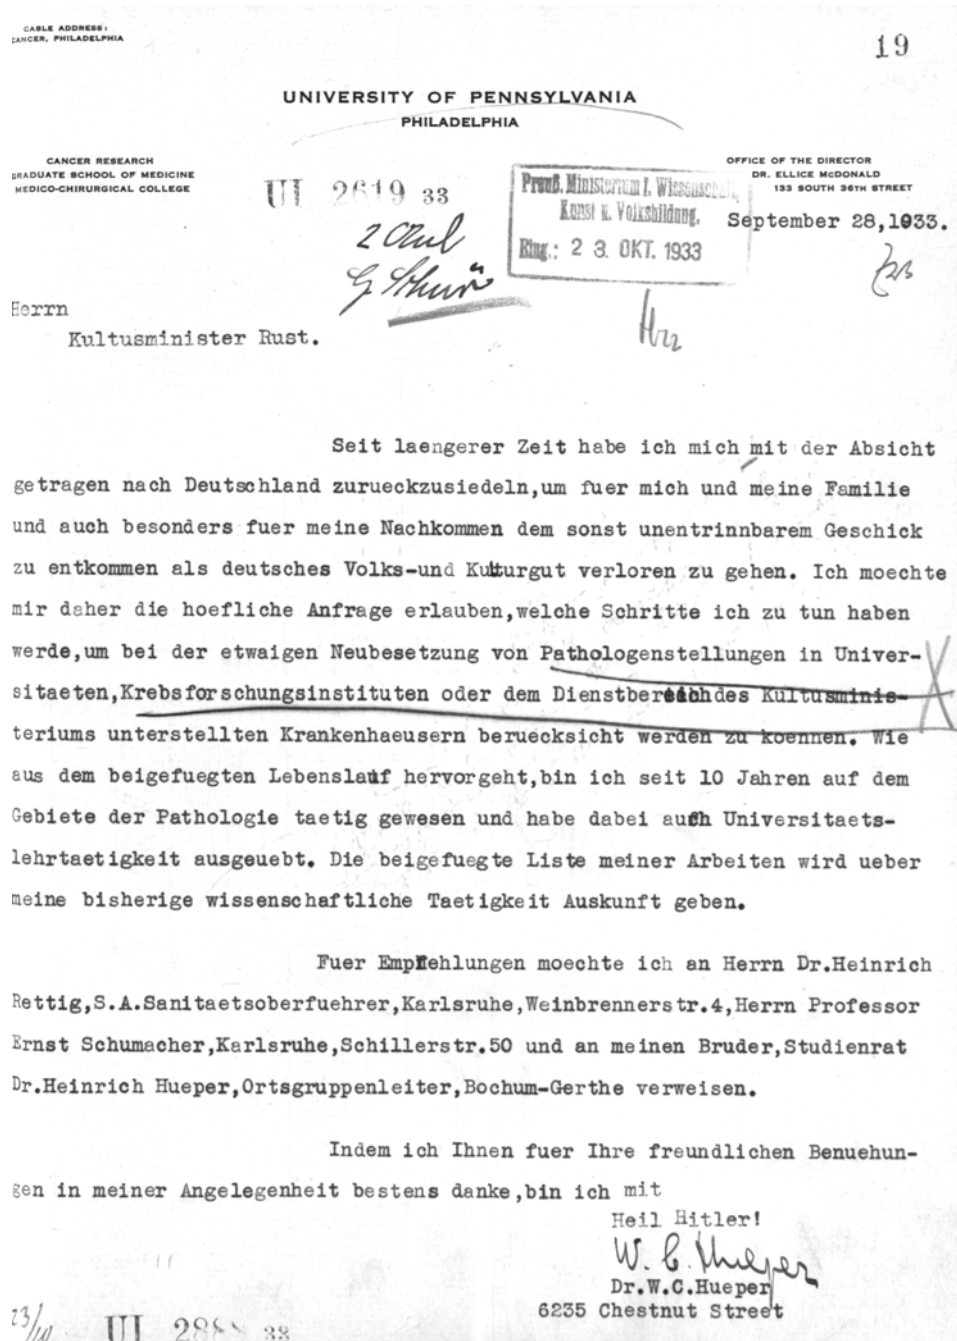 CABLE ADDRESS:
CANCER, PHILADELPHIA
19
UNIVERSITY OF PENNSYLVANIA
PHILADELPHIA
CANCER RESEARCH
GRADUATE SCHOOL OF MEDICINE
MEDICO-CHIRURGICAL COLLEGE
OFFICE OF THE DIRECTOR
DR. ELLICE McDONALD
133 SOUTH 36TH STREET
UI 2619 33
Preuß. Ministerium f. Wissenschaft,
Kunst u. Volksbildung.
Eing.: 2 3. OKT. 1933
September 28,1933.
Herrn
Kultusminister Rust.
Seit laengerer Zeit habe ich mich mit der Absicht
getragen nach Deutschland zurueckzusiedeln,um fuer mich und meine Familie
und auch besonders fuer meine Nachkommen dem sonst unentrinnbarem Geschick
zu entkommen als deutsches Volks-und Kulturgut verloren zu gehen. Ich moechte
mir daher die hoefliche Anfrage erlauben,welche Schritte ich zu tun haben
werde,um bei der etwaigen Neubesetzung von Pathologenstellungen in Univer-
sitaeten,Krebsforschungsinstituten oder dem Dienstbereich des Kultusminis-
teriums unterstellten Krankenhaeusern beruecksicht werden zu koennen. Wie
aus dem beigefuegten Lebenslauf hervorgeht,bin ich seit 10 Jahren auf dem
Gebiete der Pathologie taetig gewesen und habe dabei auch Universitaets-
lehrtaetigkeit ausgeuebt. Die beigefuegte Liste meiner Arbeiten wird ueber
meine bisherige wissenschaftliche Taetigkeit Auskunft geben.
Fuer Empfehlungen moechte ich an Herrn Dr.Heinrich
Rettig,S.A.Sanitaetsoberfuehrer,Karlsruhe,Weinbrennerstr.4,Herrn Professor
Ernst Schumacher,Karlsruhe,Schillerstr.50 und an meinen Bruder,Studienrat
Dr.Heinrich Hueper,Ortsgruppenleiter,Bochum-Gerthe verweisen.
Indem ich Ihnen fuer Ihre freundlichen Benuehun-
gen in meiner Angelegenheit bestens danke,bin ich mit
Heil Hitler!
W. C. Hueper
Dr.W.C.Hueper
6235 Chestnut Street
23/10
UI 2888 33